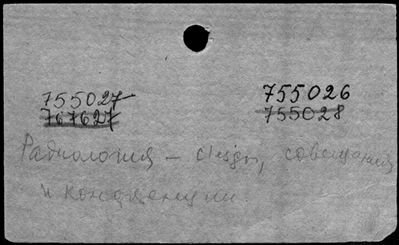 755027 755026
767627 755028
Радиология – съезды, совещания
и конференции.